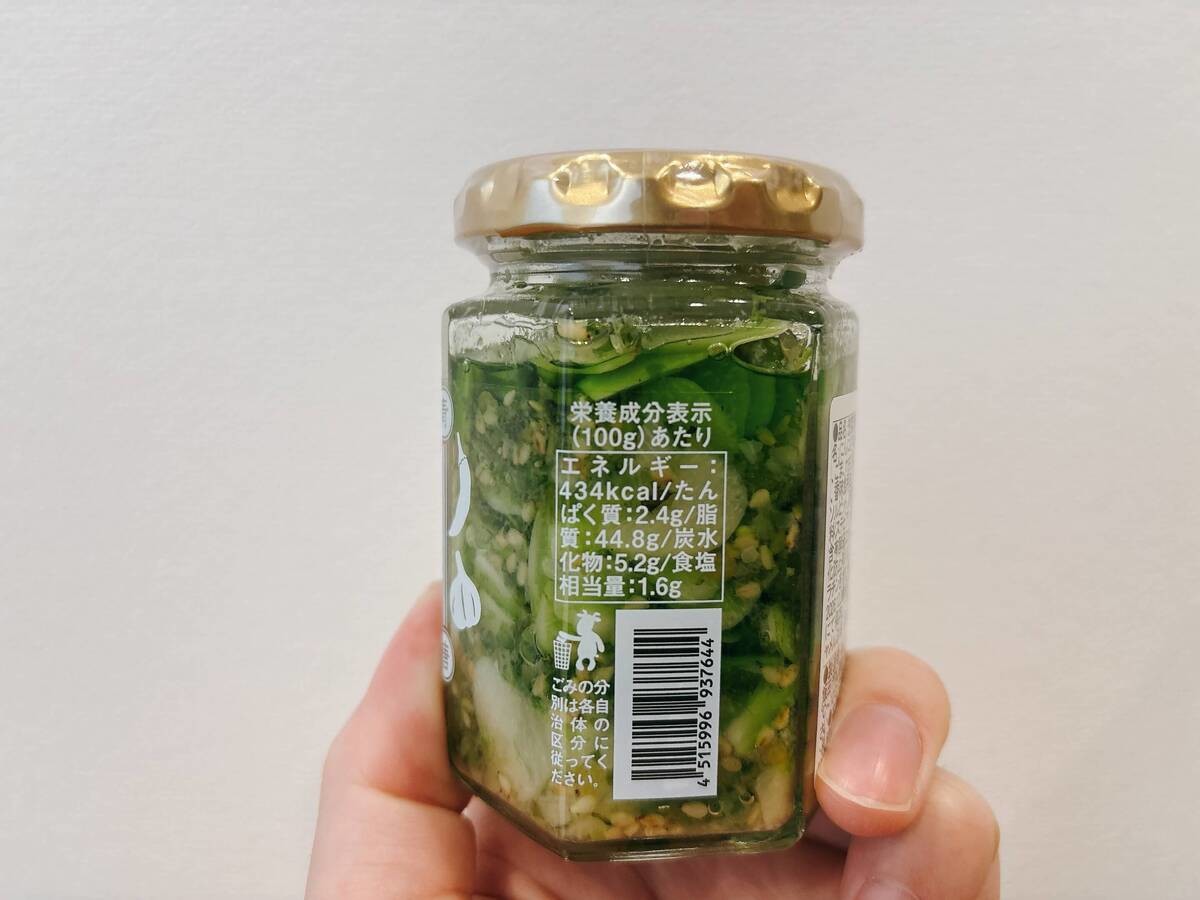 栄養成分表示
(100g)あたり
エネルギー：
434kcal/たん
ぱく質：2.4g/脂
質：44.8g/炭水
化物：5.2g/食塩
相当量：1.6g
ごみの分
別は各自
治体の
区分に
従ってく
ださい。
4 515996 937644